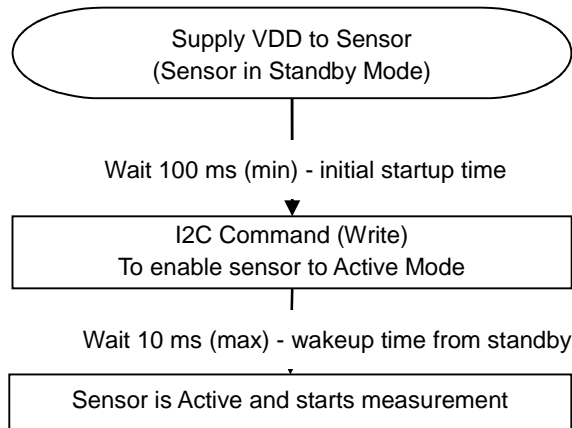 Supply VDD to Sensor
(Sensor in Standby Mode)
Wait 100 ms (min) - initial startup time
I2C Command (Write)
To enable sensor to Active Mode
Wait 10 ms (max) - wakeup time from standby
Sensor is Active and starts measurement